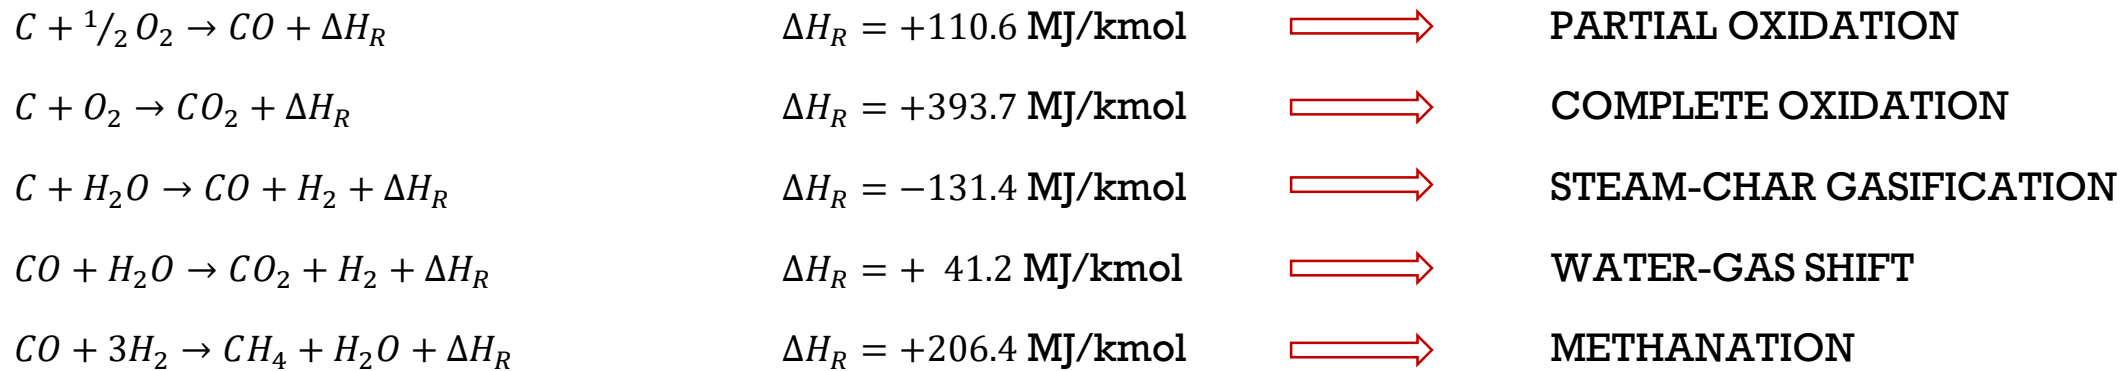 C + ½ O₂ → CO + ΔH_R ΔH_R = +110.6 MJ/kmol PARTIAL OXIDATION
C + O₂ → CO₂ + ΔH_R ΔH_R = +393.7 MJ/kmol COMPLETE OXIDATION
C + H₂O → CO + H₂ + ΔH_R ΔH_R = −131.4 MJ/kmol STEAM-CHAR GASIFICATION
CO + H₂O → CO₂ + H₂ + ΔH_R ΔH_R = + 41.2 MJ/kmol WATER-GAS SHIFT
CO + 3H₂ → CH₄ + H₂O + ΔH_R ΔH_R = +206.4 MJ/kmol METHANATION